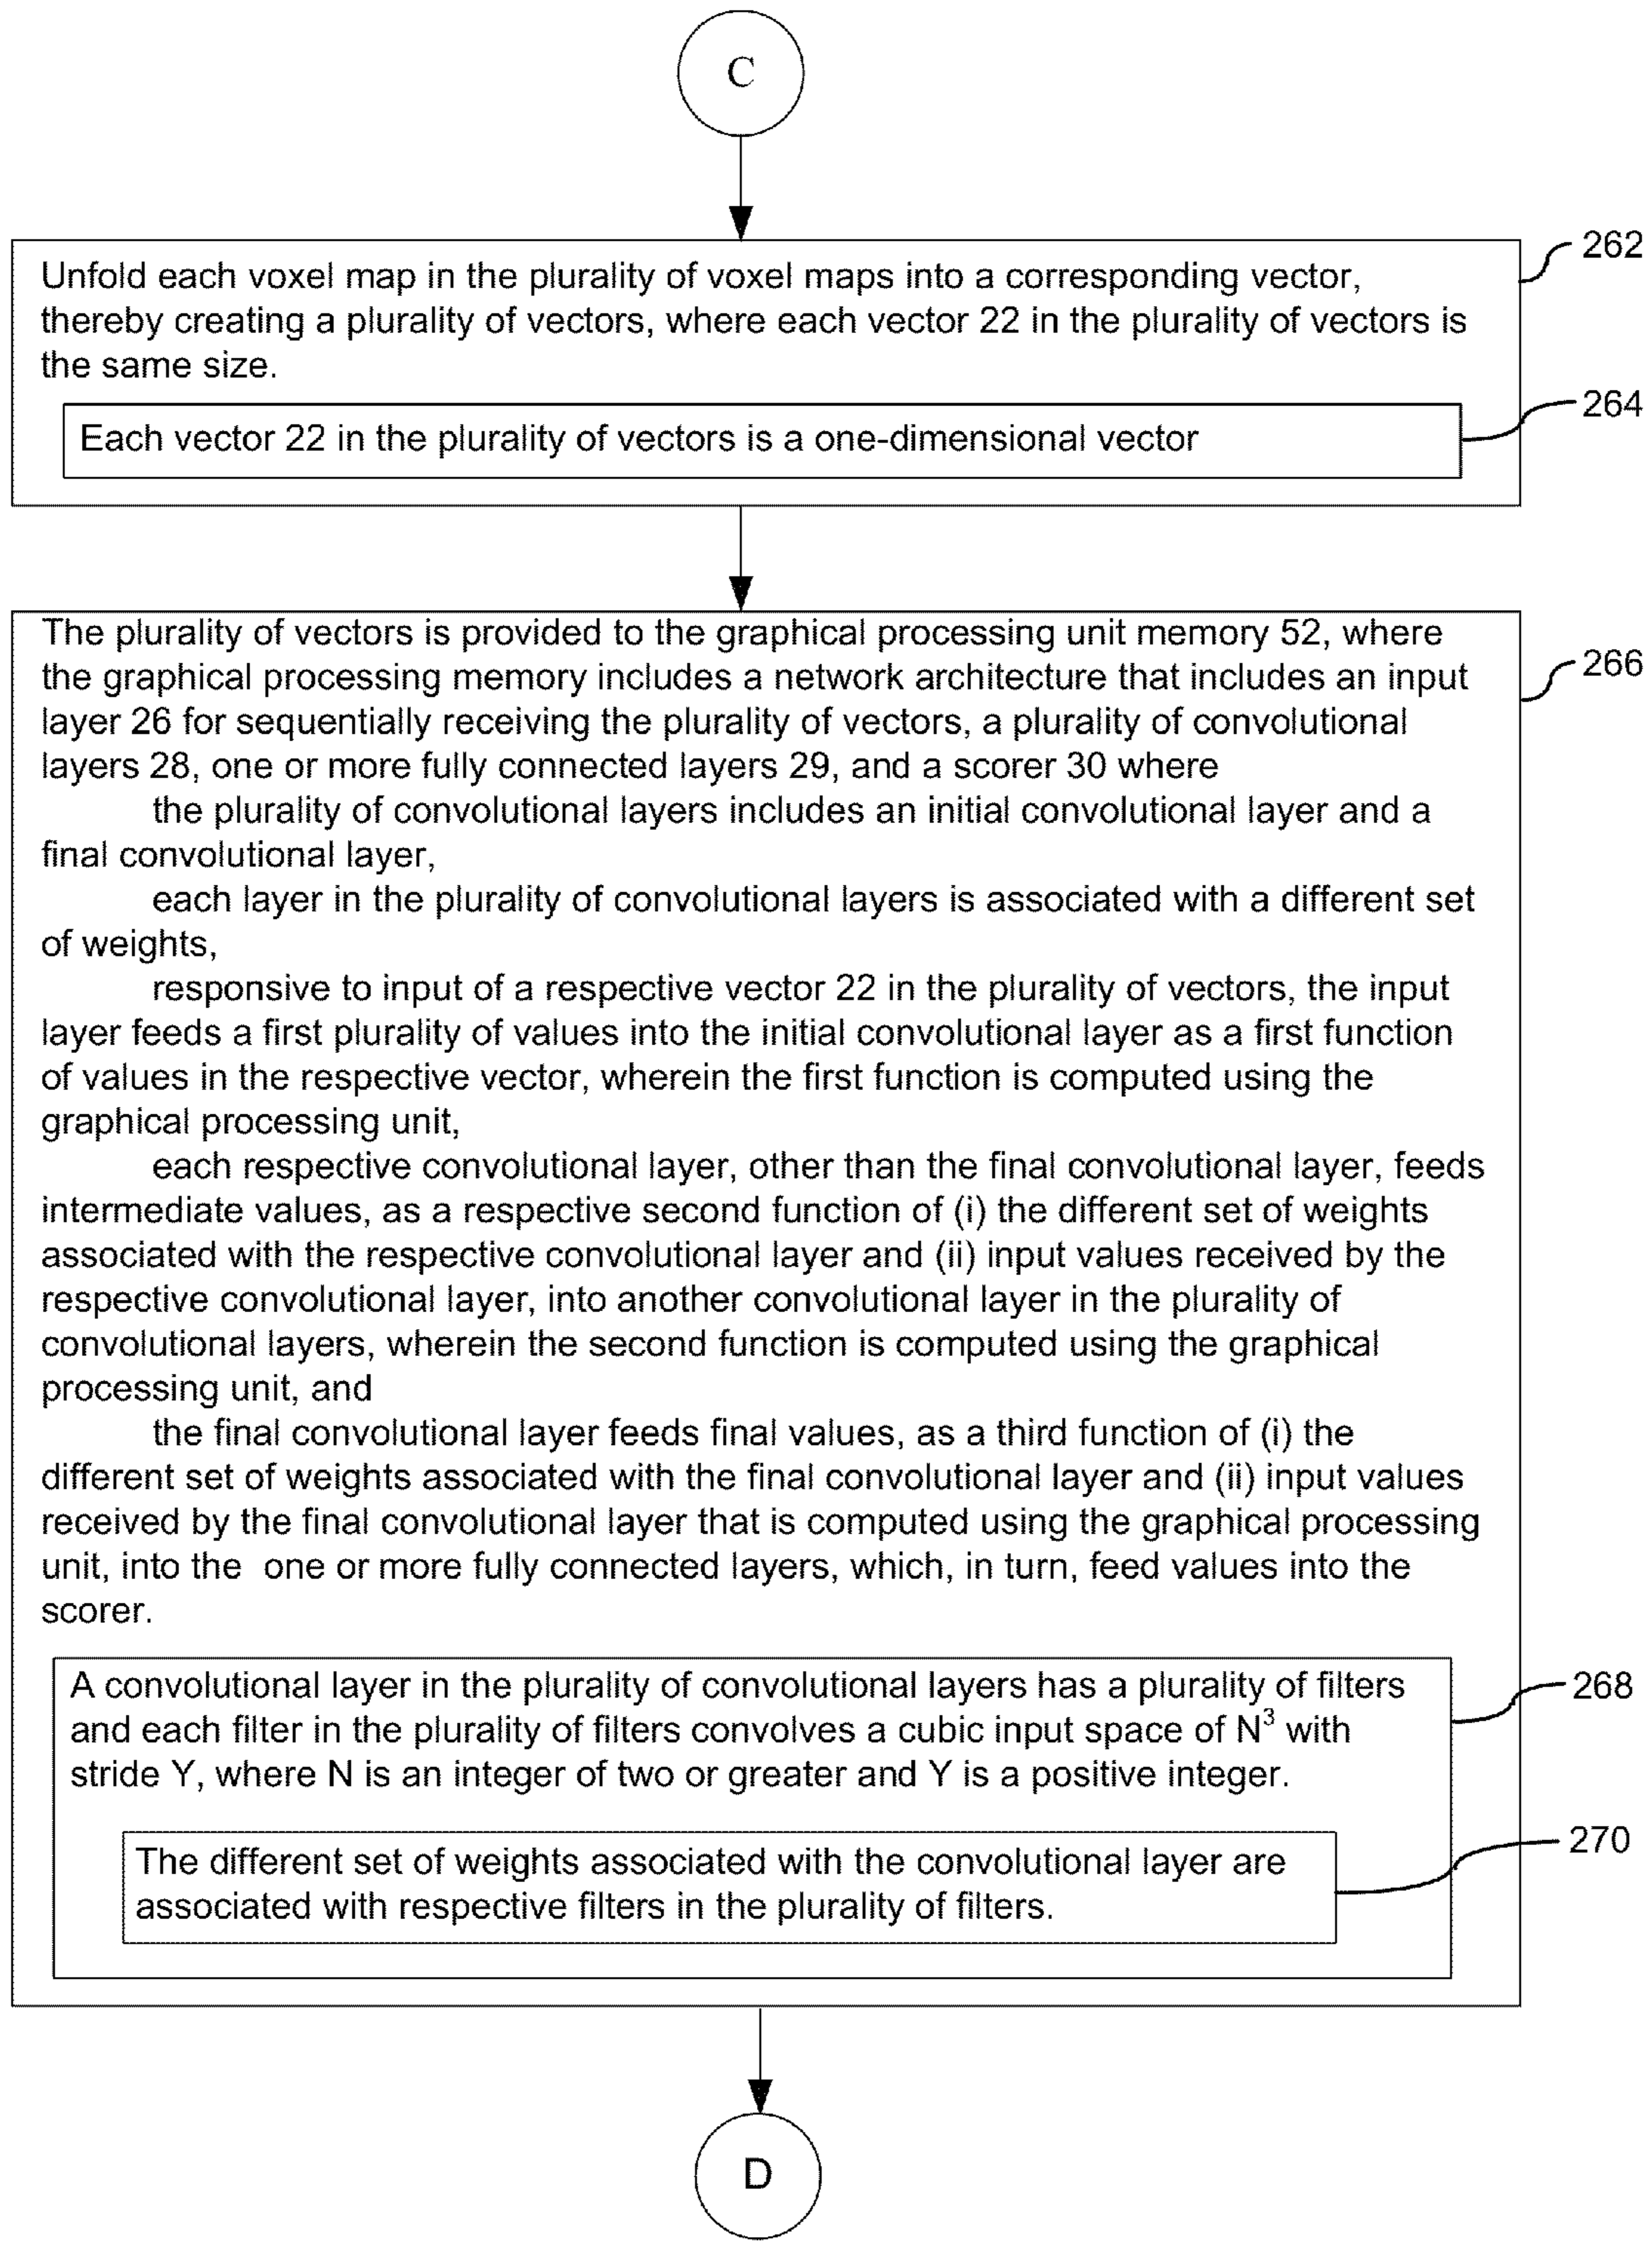 C
262
Unfold each voxel map in the plurality of voxel maps into a corresponding vector,
thereby creating a plurality of vectors, where each vector 22 in the plurality of vectors is
the same size.
264
Each vector 22 in the plurality of vectors is a one-dimensional vector
The plurality of vectors is provided to the graphical processing unit memory 52, where
266
the graphical processing memory includes a network architecture that includes an input
layer 26 for sequentially receiving the plurality of vectors, a plurality of convolutional
layers 28, one or more fully connected layers 29, and a scorer 30 where
the plurality of convolutional layers includes an initial convolutional layer and a
final convolutional layer,
each layer in the plurality of convolutional layers is associated with a different set
of weights,
responsive to input of a respective vector 22 in the plurality of vectors, the input
layer feeds a first plurality of values into the initial convolutional layer as a first function
of values in the respective vector, wherein the first function is computed using the
graphical processing unit,
each respective convolutional layer, other than the final convolutional layer, feeds
intermediate values, as a respective second function of (i) the different set of weights
associated with the respective convolutional layer and (ii) input values received by the
respective convolutional layer, into another convolutional layer in the plurality of
convolutional layers, wherein the second function is computed using the graphical
processing unit, and
the final convolutional layer feeds final values, as a third function of (i) the
different set of weights associated with the final convolutional layer and (ii) input values
received by the final convolutional layer that is computed using the graphical processing
unit, into the one or more fully connected layers, which, in turn, feed values into the
scorer.
A convolutional layer in the plurality of convolutional layers has a plurality of filters
268
and each filter in the plurality of filters convolves a cubic input space of N³ with
stride Y, where N is an integer of two or greater and Y is a positive integer.
270
The different set of weights associated with the convolutional layer are
associated with respective filters in the plurality of filters.
D